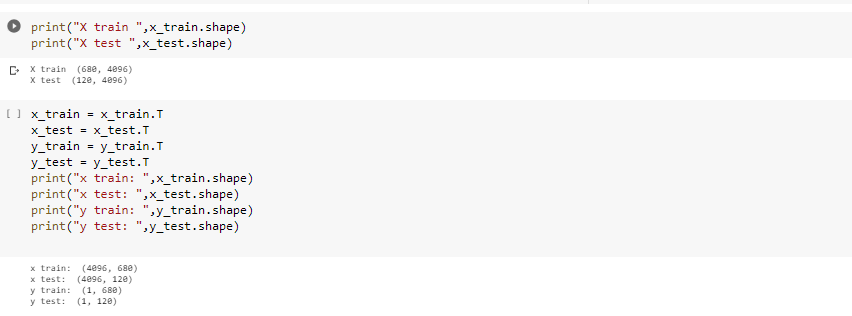 print("X train ",x_train.shape)
print("X test ",x_test.shape)
X train  (680, 4096)
X test  (120, 4096)
[ ] x_train = x_train.T
x_test = x_test.T
y_train = y_train.T
y_test = y_test.T
print("x train: ",x_train.shape)
print("x test: ",x_test.shape)
print("y train: ",y_train.shape)
print("y test: ",y_test.shape)
x train:  (4096, 680)
x test:  (4096, 120)
y train:  (1, 680)
y test:  (1, 120)